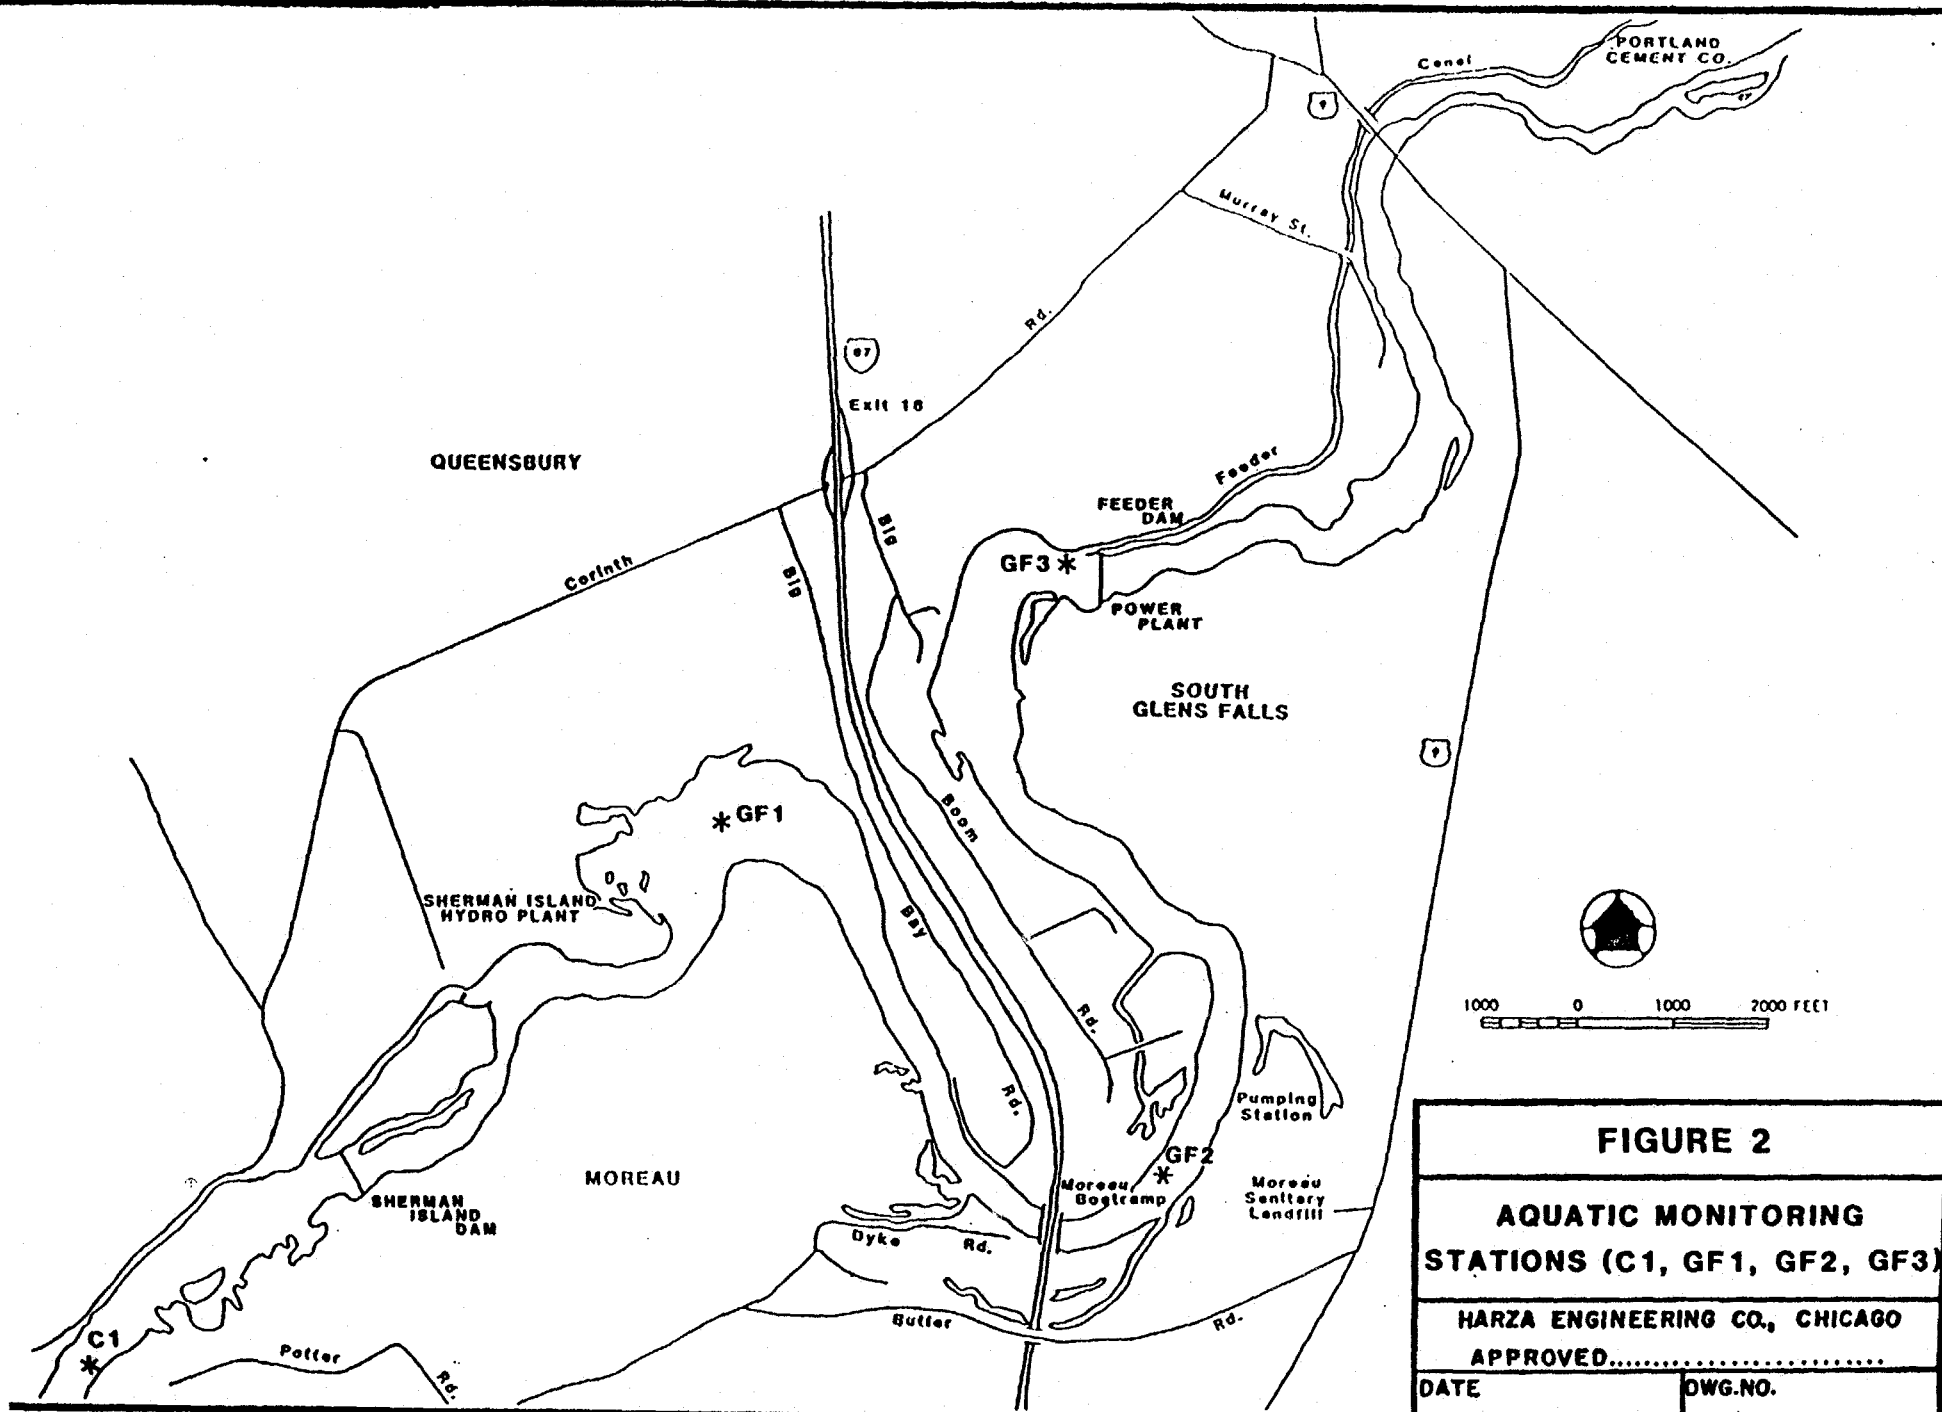 PORTLAND
CEMENT CO.
Canal
9
Murray St.
Rd.
87
Exit 18
QUEENSBURY
Feeder
FEEDER
DAM
Big
Corinth
Big
GF3
POWER
PLANT
SOUTH
GLENS FALLS
9
GF1
Boom
SHERMAN ISLAND
HYDRO PLANT
Bay
1000 0 1000 2000 FEET
Rd.
Rd.
Pumping
Station
GF2
MOREAU
Moreau
Boatramp
Moreau
Sanitary
Landfill
SHERMAN
ISLAND
DAM
Dyke Rd.
Butler Rd.
C1
Potter Rd.
FIGURE 2
AQUATIC MONITORING
STATIONS (C1, GF1, GF2, GF3)
HARZA ENGINEERING CO., CHICAGO
APPROVED..........................
DATE
DWG.NO.